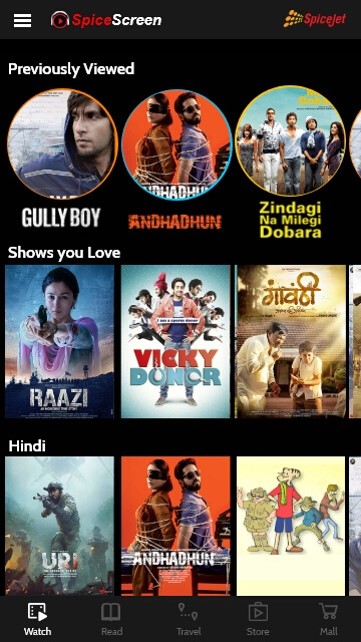 SpiceScreen
SpiceJet
Previously Viewed
GULLY BOY
ANDHADHUN
Zindagi
Na Milegi
Dobara
Shows you Love
RAAZI
VICKY
DONOR
गावंठी
Hindi
URI
ANDHADHUN
Watch
Read
Travel
Store
Mall